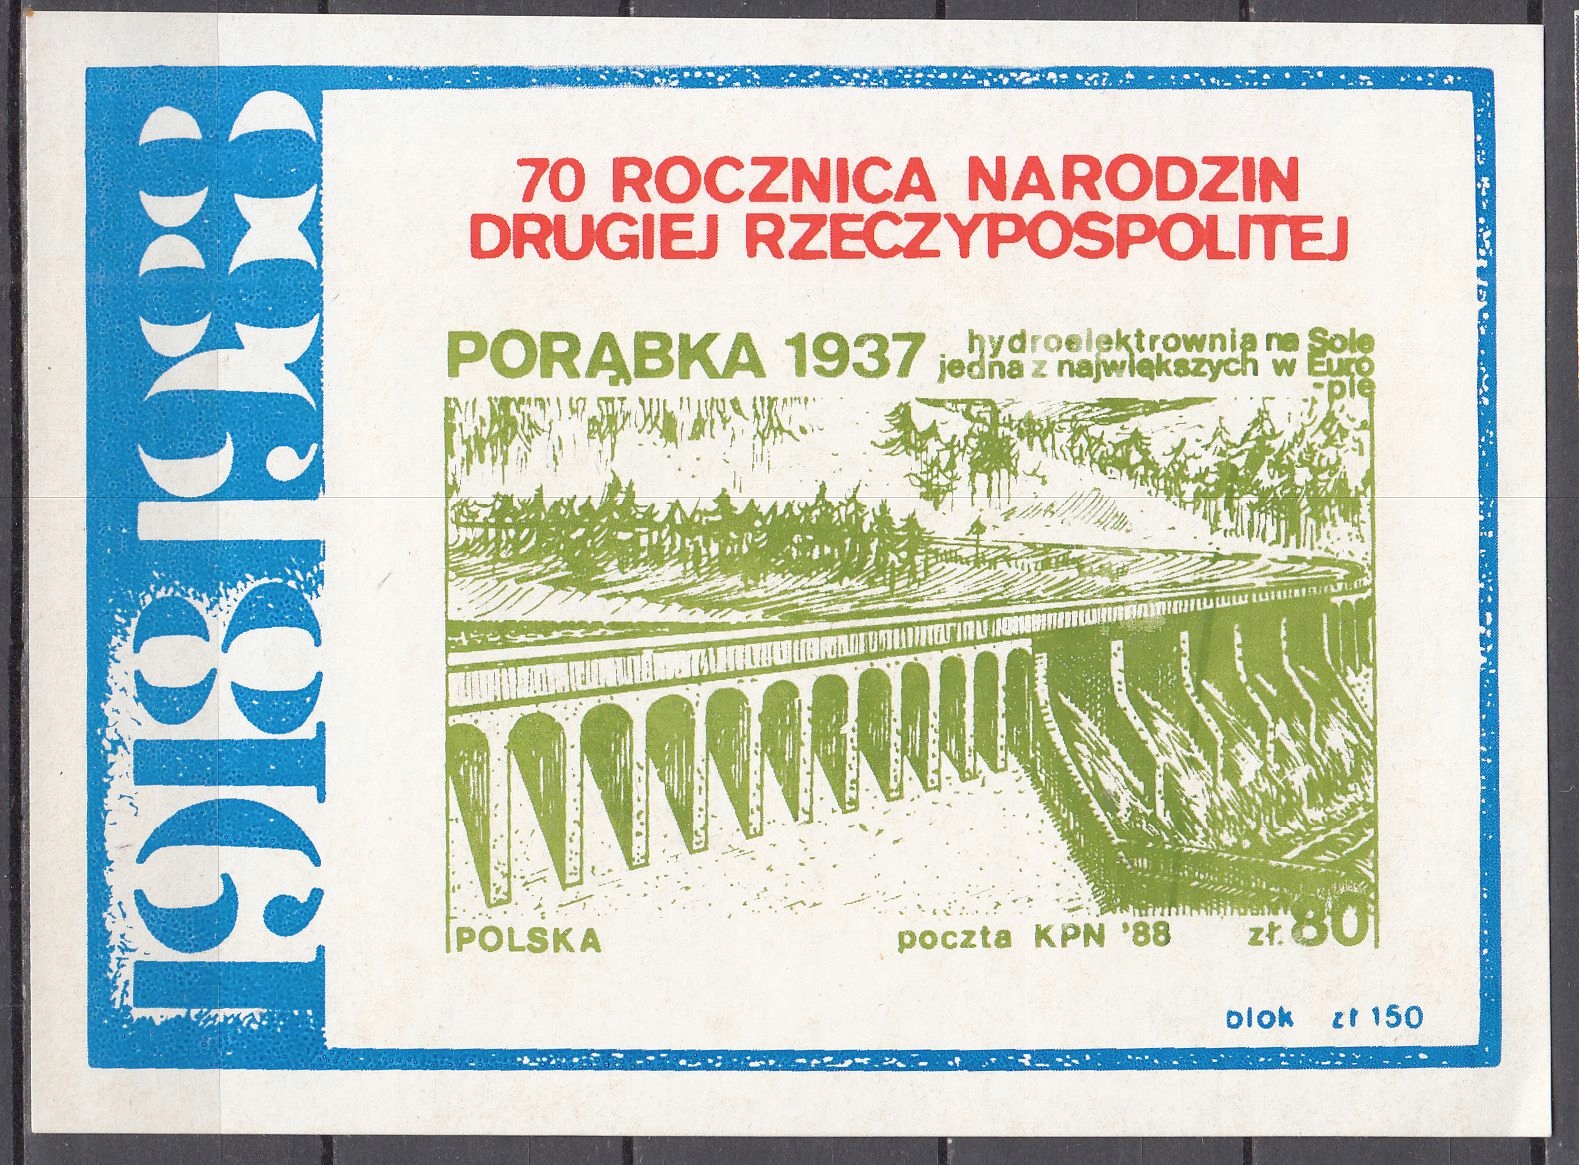 1918 1988
70 ROCZNICA NARODZIN
DRUGIEJ RZECZYPOSPOLITEJ
PORĄBKA 1937
hydroelektrownia na Sole
jedna z największych w Euro
-pie
POLSKA
poczta KPN '88
zł. 80
blok zł 150